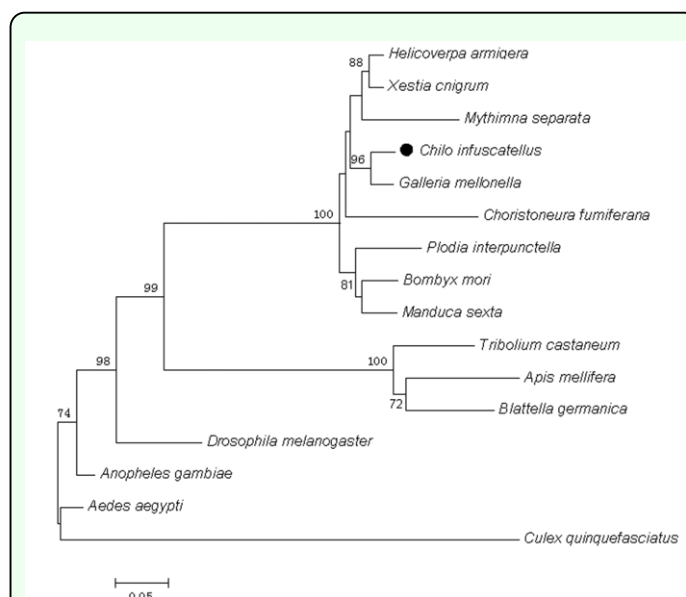 Helicoverpa armigera
88
Xestia cnigrum
Mythimna separata
Chilo infuscatellus
96
Galleria mellonella
100
Choristoneura fumiferana
Plodia interpunctella
Bombyx mori
81
Manduca sexta
99
Tribolium castaneum
100
Apis mellifera
98
72
Blattella germanica
74
Drosophila melanogaster
Anopheles gambiae
Aedes aegypti
Culex quinquefasciatus
0.05